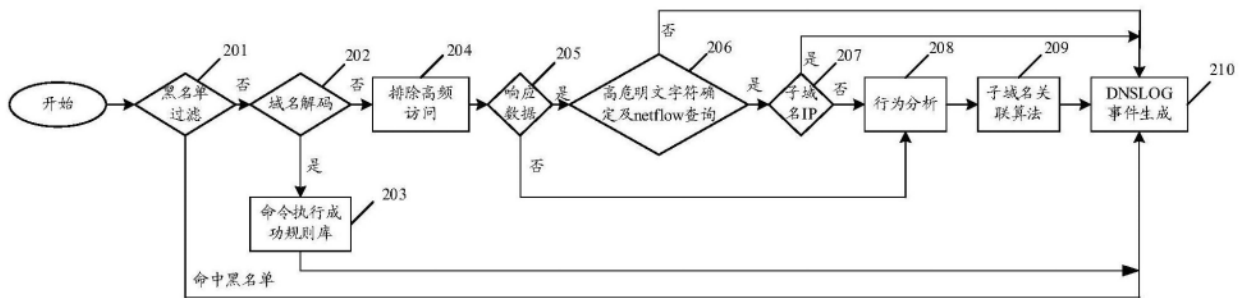 201
202
204
205
206
207
208
209
210
否
是
开始
黑名单
过滤
否
域名解码
否
排除高频
访问
响应
数据
是
高危明文字符确
定及netflow查询
是
子域
名IP
否
行为分析
子域名关
联算法
DNSLOG
事件生成
是
否
203
命令执行成
功规则库
命中黑名单